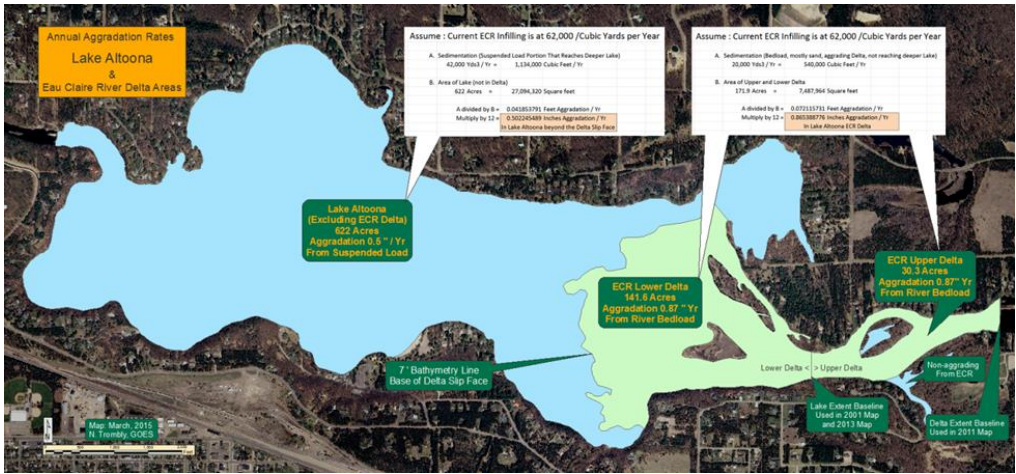 Annual Aggradation Rates
Lake Altoona
&
Eau Claire River Delta Areas
Assume : Current ECR Infilling is at 62,000 /Cubic Yards per Year
A. Sedimentation (Suspended Load Portion That Reaches Deeper Lake)
42,000 Yds3 / Yr = 1,134,000 Cubic Feet / Yr
B. Area of Lake (not in Delta)
622 Acres = 27,094,320 Square feet
A divided by B = 0.041853791 Feet Aggradation / Yr
Multiply by 12 = 0.502245489 Inches Aggradation / Yr
In Lake Altoona beyond the Delta Slip Face
Assume : Current ECR Infilling is at 62,000 /Cubic Yards per Year
A. Sedimentation (Bedload, mostly sand, aggrading Delta, not reaching deeper Lake)
20,000 Yds3 / Yr = 540,000 Cubic Feet / Yr
B. Area of Upper and Lower Delta
171.9 Acres = 7,487,964 Square feet
A divided by B = 0.072115731 Feet Aggradation / Yr
Multiply by 12 = 0.865388776 Inches Aggradation / Yr
In Lake Altoona ECR Delta
Lake Altoona
(Excluding ECR Delta)
622 Acres
Aggradation 0.5 " / Yr
From Suspended Load
ECR Lower Delta
141.6 Acres
Aggradation 0.87 " Yr
From River Bedload
ECR Upper Delta
30.3 Acres
Aggradation 0.87" Yr
From River Bedload
7 ' Bathymetry Line
Base of Delta Slip Face
Lower Delta < > Upper Delta
Non-aggrading
From ECR
Lake Extent Baseline
Used in 2001 Map
and 2013 Map
Delta Extent Baseline
Used in 2011 Map
Map: March, 2015
N Trombly, GOES